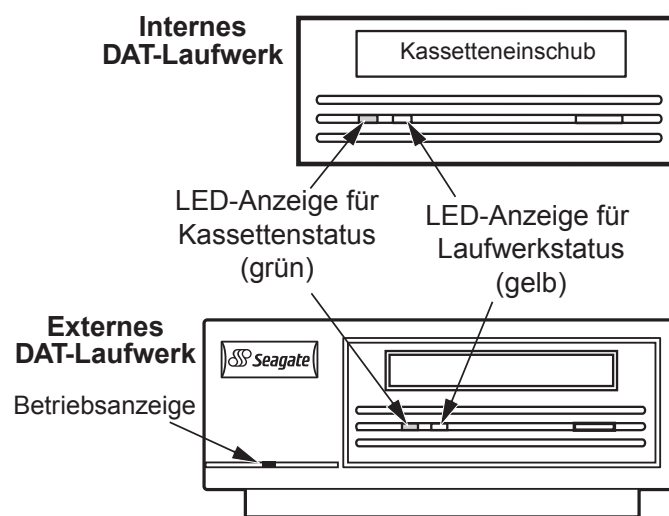 Internes
DAT-Laufwerk
Kassetteneinschub
LED-Anzeige für
Kassettenstatus
(grün)
LED-Anzeige für
Laufwerkstatus
(gelb)
Externes
DAT-Laufwerk
Seagate
Betriebsanzeige